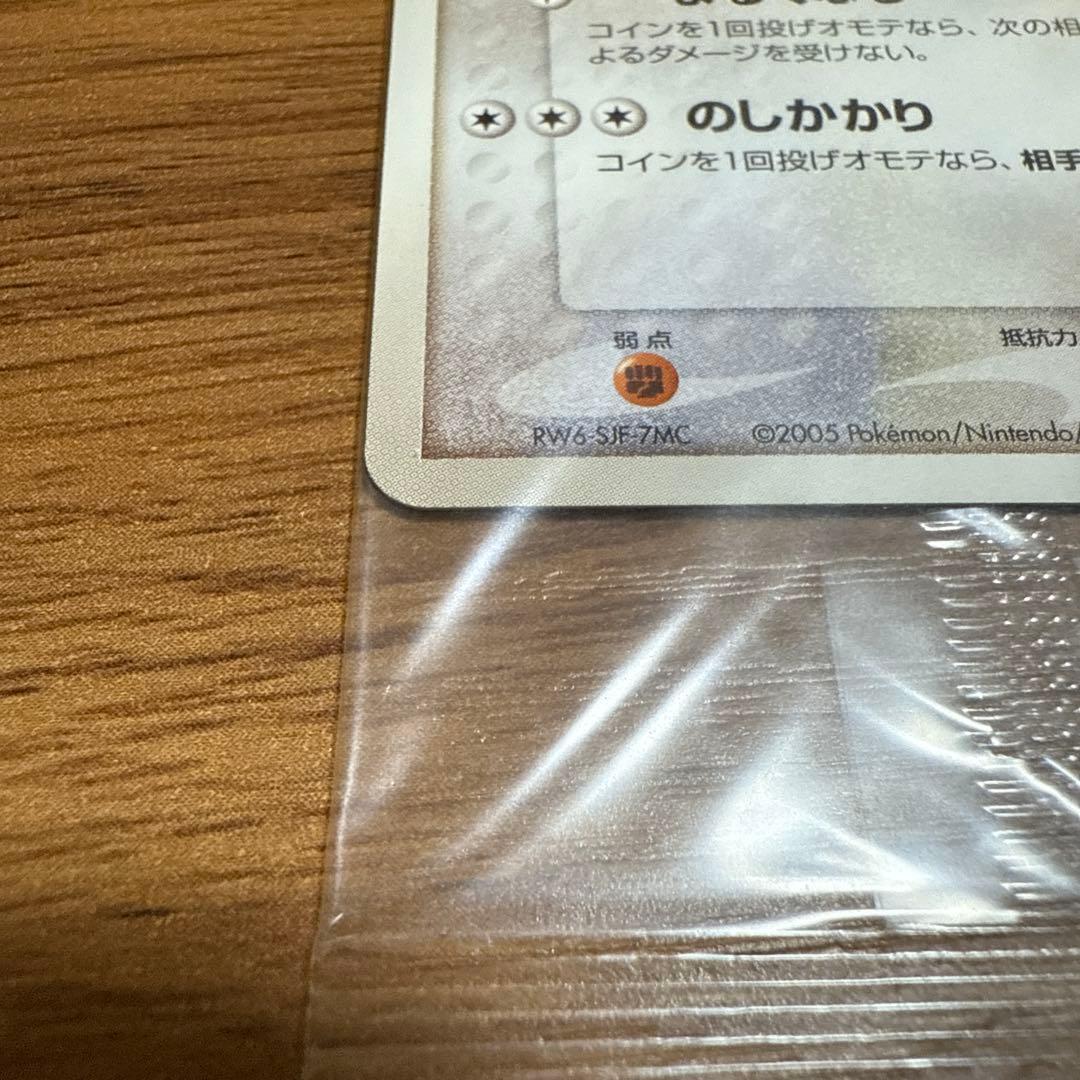 コインを1回投げオモテなら、次の相
よるダメージを受けない。
のしかかり
コインを1回投げオモテなら、相手
弱点
抵抗力
RW6-SJF-7MC
©2005 Pokémon/Nintendo/